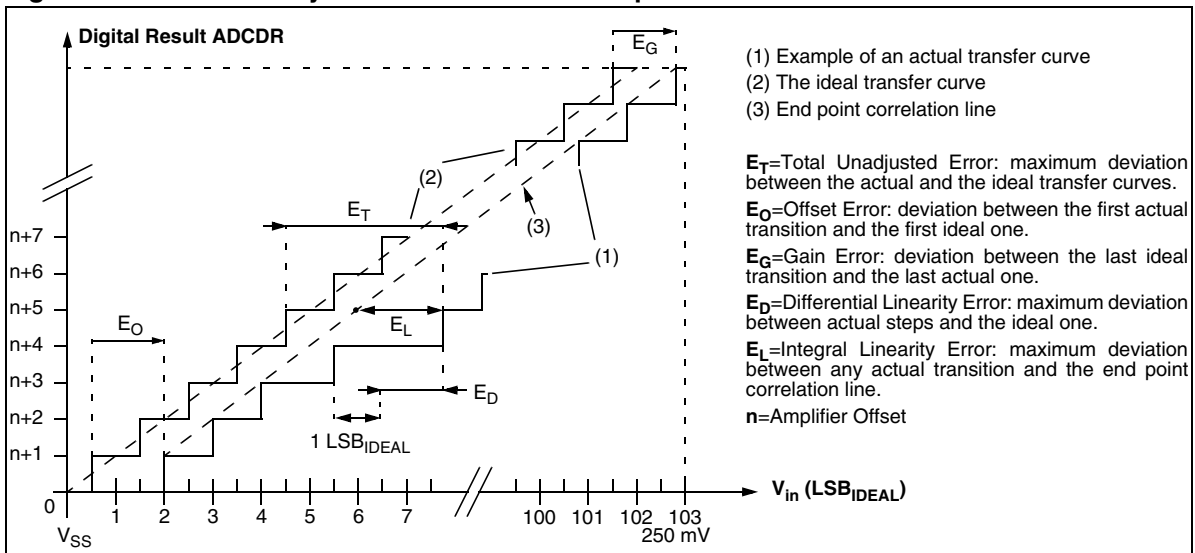 Digital Result ADCDR
EG
(1) Example of an actual transfer curve
(2) The ideal transfer curve
(3) End point correlation line
ET=Total Unadjusted Error: maximum deviation
between the actual and the ideal transfer curves.
EO=Offset Error: deviation between the first actual
transition and the first ideal one.
EG=Gain Error: deviation between the last ideal
transition and the last actual one.
ED=Differential Linearity Error: maximum deviation
between actual steps and the ideal one.
EL=Integral Linearity Error: maximum deviation
between any actual transition and the end point
correlation line.
n=Amplifier Offset
(2)
ET
(3)
(1)
n+7
n+6
n+5
n+4
n+3
n+2
n+1
0
EO
EL
ED
1 LSBIDEAL
1 2 3 4 5 6 7 100 101 102 103
Vin (LSBIDEAL)
VSS
250 mV